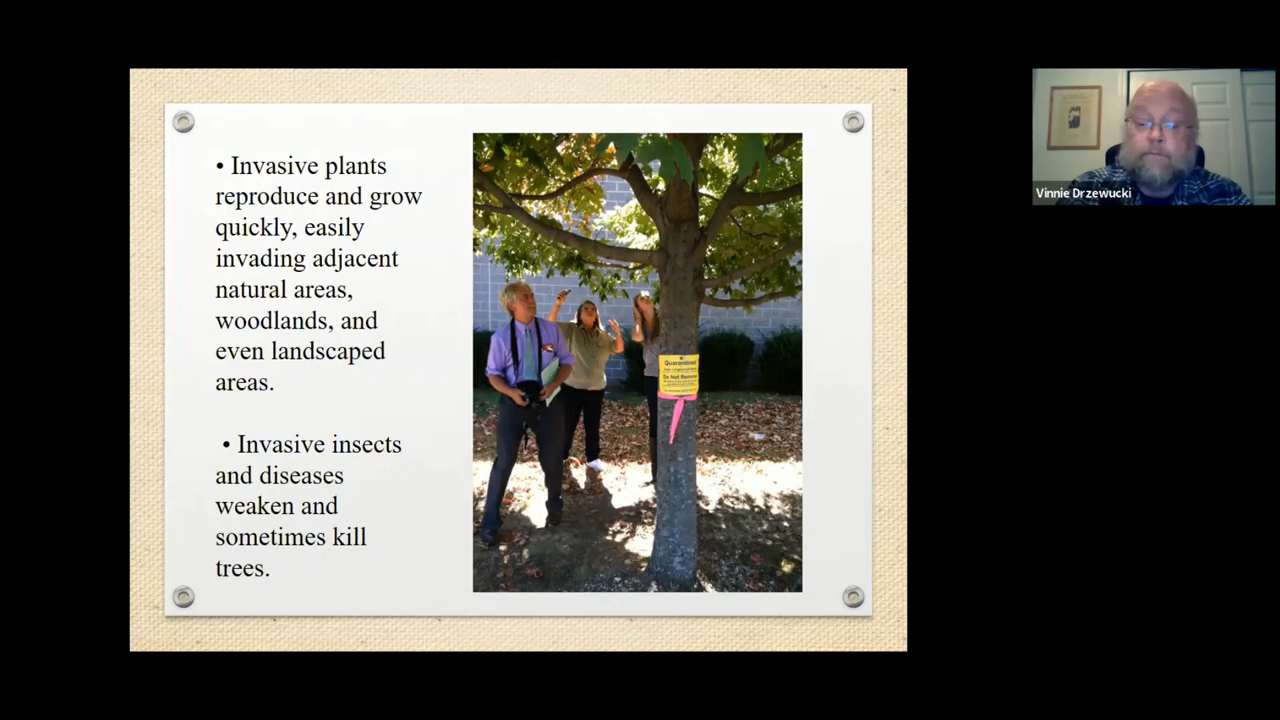 • Invasive plants
reproduce and grow
quickly, easily
invading adjacent
natural areas,
woodlands, and
even landscaped
areas.
• Invasive insects
and diseases
weaken and
sometimes kill
trees.
Quarantined
Do Not Remove
Vinnie Drzewucki